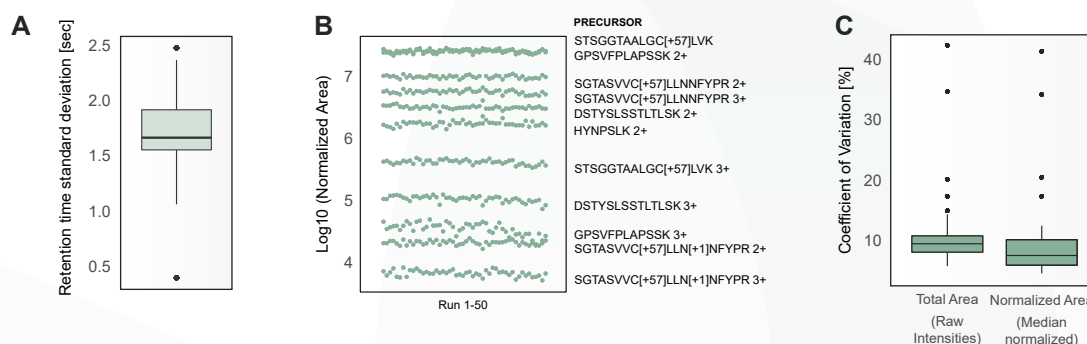 A
Retention time standard deviation [sec]
2.5
2.0
1.5
1.0
0.5
B
Log10 (Normalized Area)
7
6
5
4
Run 1-50
PRECURSOR
STSGGTAALGC[+57]LVK
GPSVFPLAPSSK 2+
SGTASVVC[+57]LLNNFYPR 2+
SGTASVVC[+57]LLNNFYPR 3+
DSTYSLSSTLTLSK 2+
HYNPSLK 2+
STSGGTAALGC[+57]LVK 3+
DSTYSLSSTLTLSK 3+
GPSVFPLAPSSK 3+
SGTASVVC[+57]LLN[+1]NFYPR 2+
SGTASVVC[+57]LLN[+1]NFYPR 3+
C
Coefficient of Variation [%]
40
30
20
10
Total Area
(Raw
Intensities)
Normalized Area
(Median
normalized)